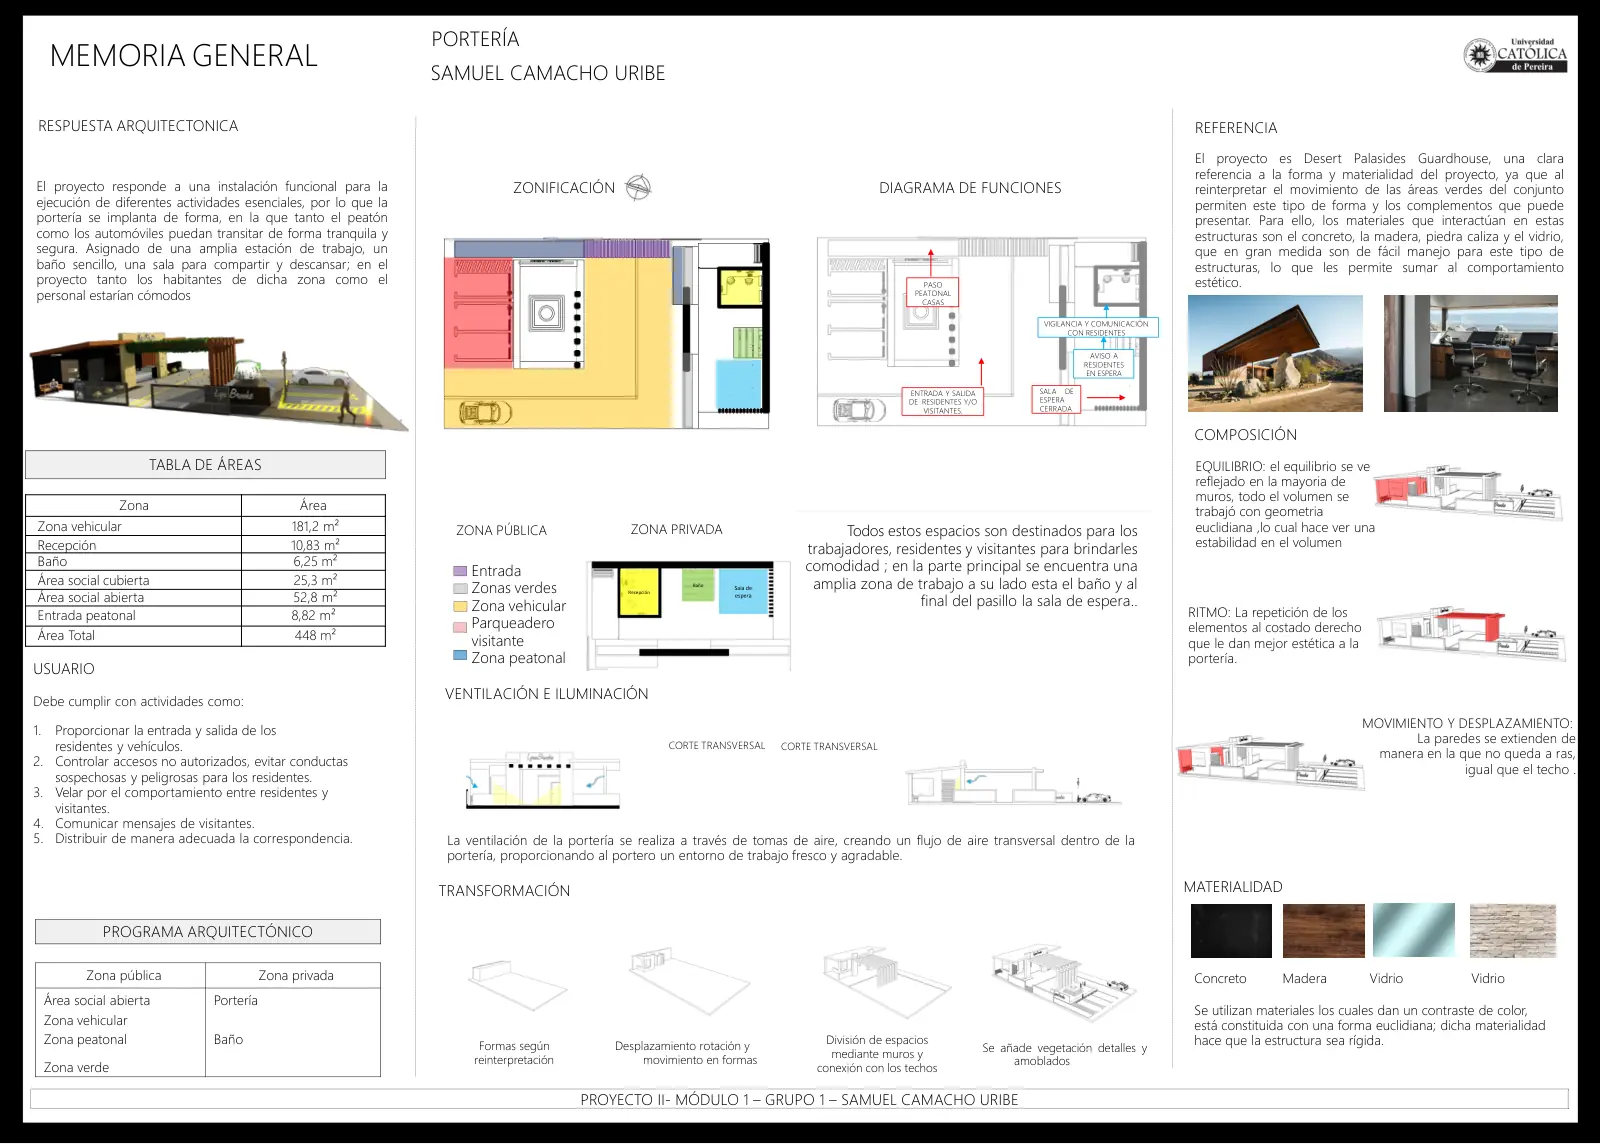 MEMORIA GENERAL
PORTERÍA
SAMUEL CAMACHO URIBE
Universidad
CATÓLICA
de Pereira
RESPUESTA ARQUITECTONICA
El proyecto responde a una instalación funcional para la
ejecución de diferentes actividades esenciales, por lo que la
portería se implanta de forma, en la que tanto el peatón
como los automóviles puedan transitar de forma tranquila y
segura. Asignado de una amplia estación de trabajo, un
baño sencillo, una sala para compartir y descansar; en el
proyecto tanto los habitantes de dicha zona como el
personal estarían cómodos
TABLA DE ÁREAS
Zona Área
Zona vehicular 181,2 m²
Recepción 10,83 m²
Baño 6,25 m²
Área social cubierta 25,3 m²
Área social abierta 52,8 m²
Entrada peatonal 8,82 m²
Área Total 448 m²
USUARIO
Debe cumplir con actividades como:
1. Proporcionar la entrada y salida de los
residentes y vehículos.
2. Controlar accesos no autorizados, evitar conductas
sospechosas y peligrosas para los residentes.
3. Velar por el comportamiento entre residentes y
visitantes.
4. Comunicar mensajes de visitantes.
5. Distribuir de manera adecuada la correspondencia.
PROGRAMA ARQUITECTÓNICO
Zona pública Zona privada
Área social abierta Portería
Zona vehicular
Zona peatonal Baño
Zona verde
ZONIFICACIÓN
DIAGRAMA DE FUNCIONES
PASO
PEATONAL
CASAS
VIGILANCIA Y COMUNICACIÓN
CON RESIDENTES
AVISO A
RESIDENTES
EN ESPERA
ENTRADA Y SALIDA
DE RESIDENTES Y/O
VISITANTES.
SALA DE
ESPERA
CERRADA
ZONA PÚBLICA
Entrada
Zonas verdes
Zona vehicular
Parqueadero
visitante
Zona peatonal
ZONA PRIVADA
Recepción
Baño
Sala de
espera
Todos estos espacios son destinados para los
trabajadores, residentes y visitantes para brindarles
comodidad ; en la parte principal se encuentra una
amplia zona de trabajo a su lado esta el baño y al
final del pasillo la sala de espera..
VENTILACIÓN E ILUMINACIÓN
CORTE TRANSVERSAL CORTE TRANSVERSAL
La ventilación de la portería se realiza a través de tomas de aire, creando un flujo de aire transversal dentro de la
portería, proporcionando al portero un entorno de trabajo fresco y agradable.
TRANSFORMACIÓN
Formas según
reinterpretación
Desplazamiento rotación y
movimiento en formas
División de espacios
mediante muros y
conexión con los techos
Se añade vegetación detalles y
amoblados
REFERENCIA
El proyecto es Desert Palasides Guardhouse, una clara
referencia a la forma y materialidad del proyecto, ya que al
reinterpretar el movimiento de las áreas verdes del conjunto
permiten este tipo de forma y los complementos que puede
presentar. Para ello, los materiales que interactúan en estas
estructuras son el concreto, la madera, piedra caliza y el vidrio,
que en gran medida son de fácil manejo para este tipo de
estructuras, lo que les permite sumar al comportamiento
estético.
COMPOSICIÓN
EQUILIBRIO: el equilibrio se ve
reflejado en la mayoria de
muros, todo el volumen se
trabajó con geometria
euclidiana ,lo cual hace ver una
estabilidad en el volumen
RITMO: La repetición de los
elementos al costado derecho
que le dan mejor estética a la
portería.
MOVIMIENTO Y DESPLAZAMIENTO:
La paredes se extienden de
manera en la que no queda a ras,
igual que el techo .
MATERIALIDAD
Concreto Madera Vidrio Vidrio
Se utilizan materiales los cuales dan un contraste de color,
está constituida con una forma euclidiana; dicha materialidad
hace que la estructura sea rígida.
PROYECTO II- MÓDULO 1 – GRUPO 1 – SAMUEL CAMACHO URIBE